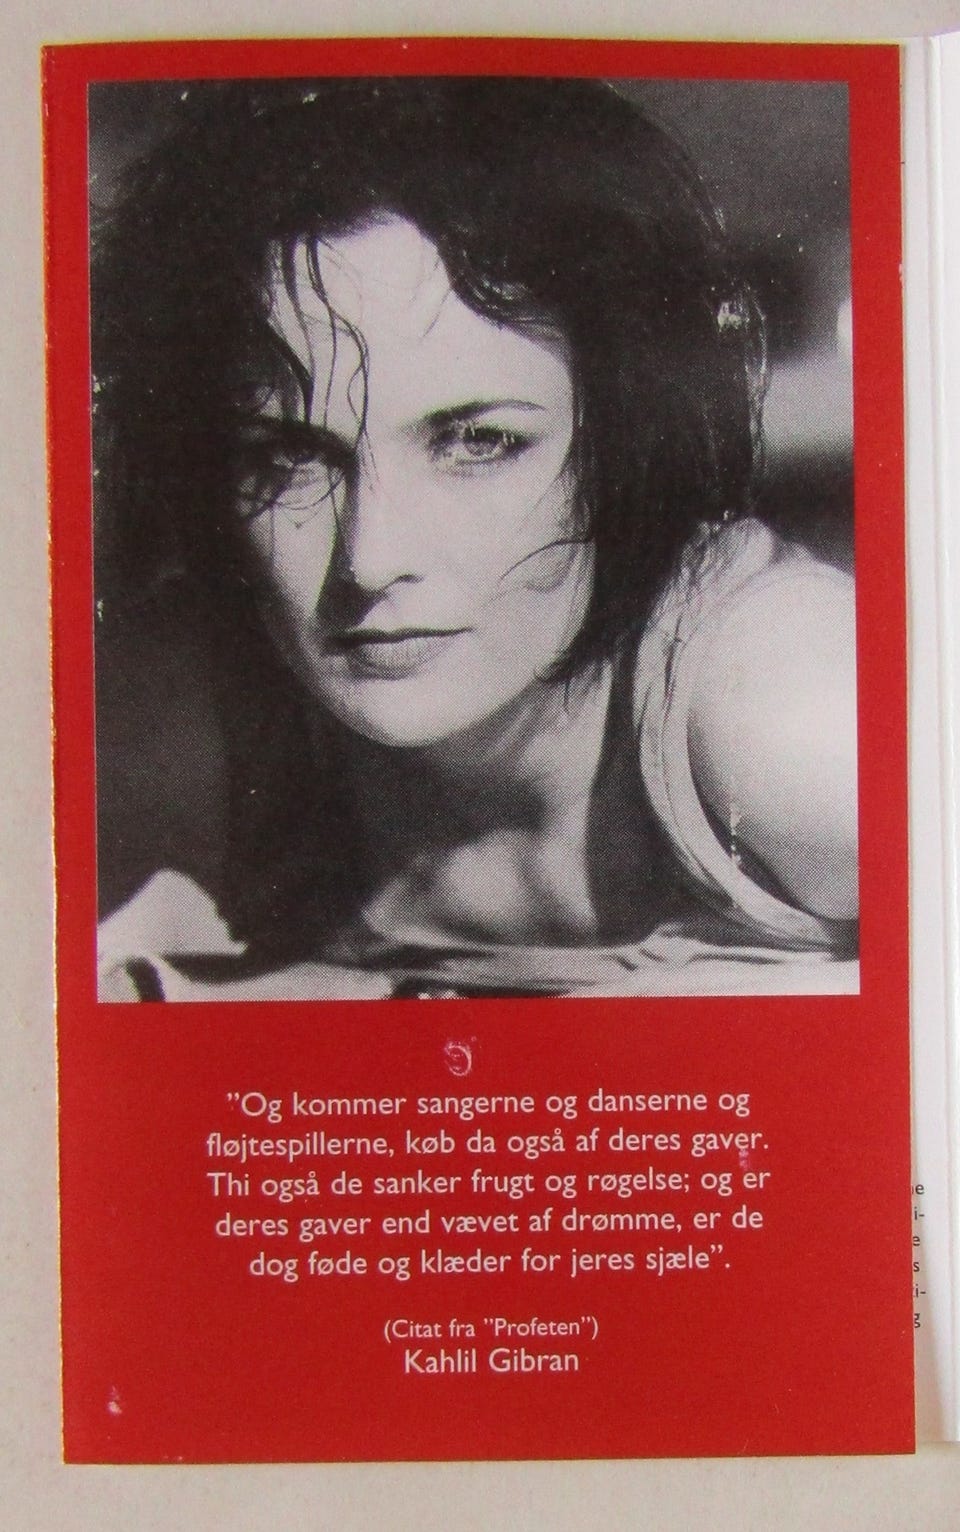 ”Og kommer sangerne og danserne og
fløjtespillerne, køb da også af deres gaver.
Thi også de sanker frugt og røgelse; og er
deres gaver end vævet af drømme, er de
dog føde og klæder for jeres sjæle”.
(Citat fra ”Profeten”)
Kahlil Gibran